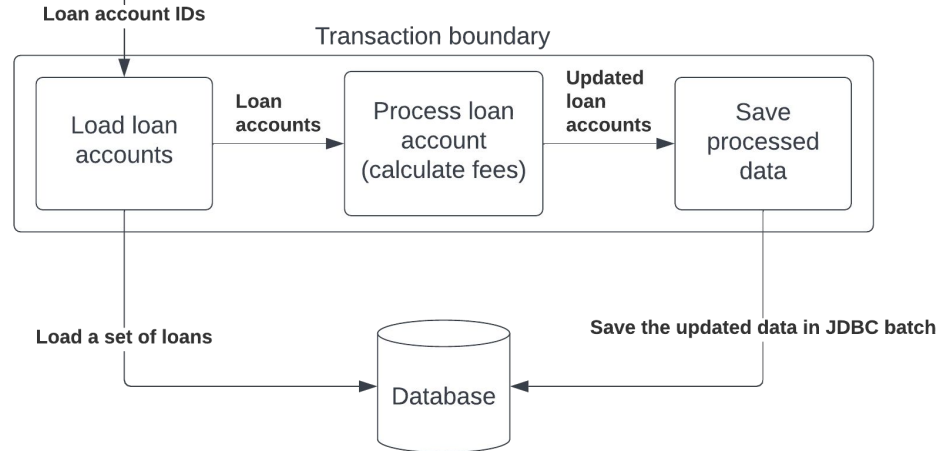 Loan account IDs
Transaction boundary
Load loan
accounts
Loan
accounts
Process loan
account
(calculate fees)
Updated
loan
accounts
Save
processed
data
Load a set of loans
Save the updated data in JDBC batch
Database